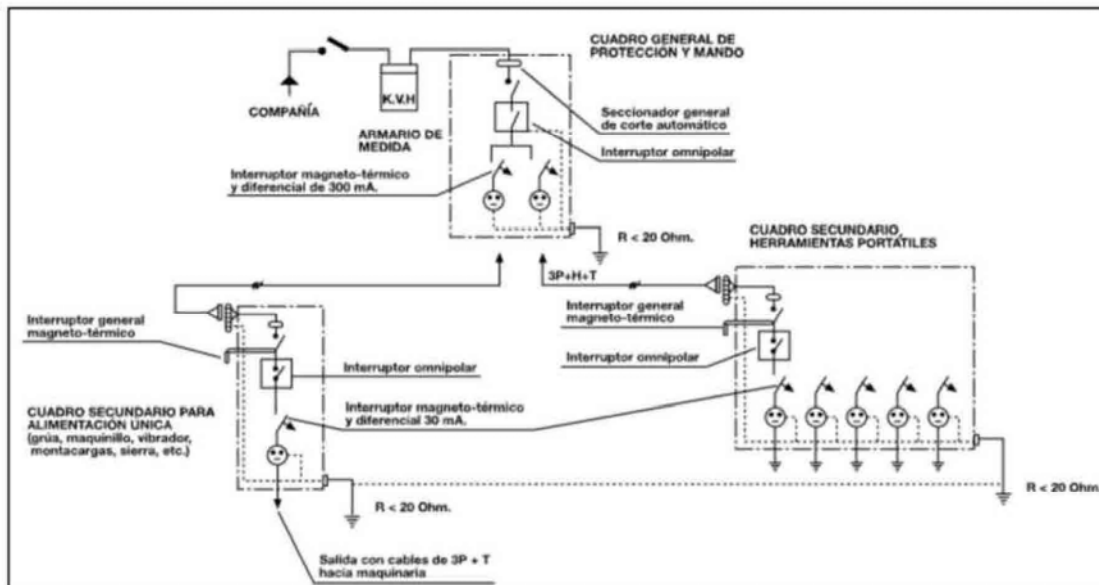 CUADRO GENERAL DE
PROTECCIÓN Y MANDO
K.V.H
COMPAÑÍA
ARMARIO DE
MEDIDA
Seccionador general
de corte automático
Interruptor omnipolar
Interruptor magneto-térmico
y diferencial de 300 mA.
R < 20 Ohm.
CUADRO SECUNDARIO,
HERRAMIENTAS PORTATILES
3P+H+T
Interruptor general
magneto-térmico
Interruptor general
magneto-térmico
Interruptor omnipolar
Interruptor omnipolar
CUADRO SECUNDARIO PARA
ALIMENTACIÓN ÚNICA
(grúa, maquinillo, vibrador,
montacargas, sierra, etc.)
Interruptor magneto-térmico
y diferencial 30 mA.
R < 20 Ohm.
R < 20 Ohm.
Salida con cables de 3P + T
hacia maquinaria